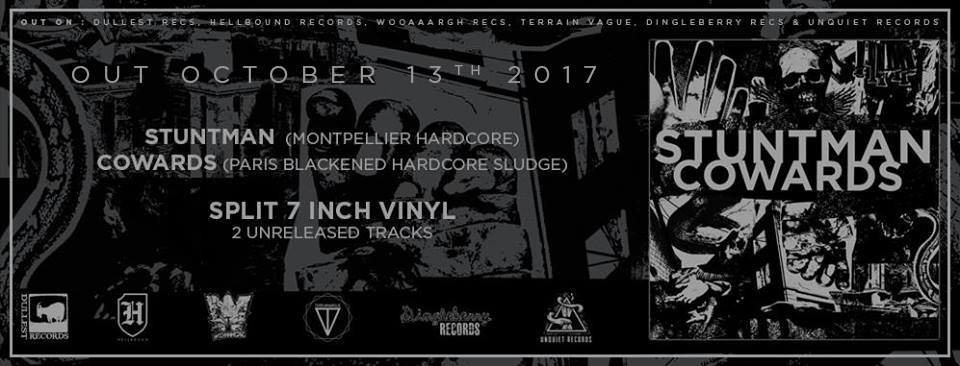 OUT ON : DULLEST RECS, HELLBOUND RECORDS, WOOAAARGH RECS, TERRAIN VAGUE, DINGLEBERRY RECS & UNQUIET RECORDS
OUT OCTOBER 13TH 2017
STUNTMAN (MONTPELLIER HARDCORE)
COWARDS (PARIS BLACKENED HARDCORE SLUDGE)
SPLIT 7 INCH VINYL
2 UNRELEASED TRACKS
STUNTMAN
COWARDS
DULLEST
RECORDS
H
HELLBOUND
Dingleberry
RECORDS
UNQUIET RECORDS